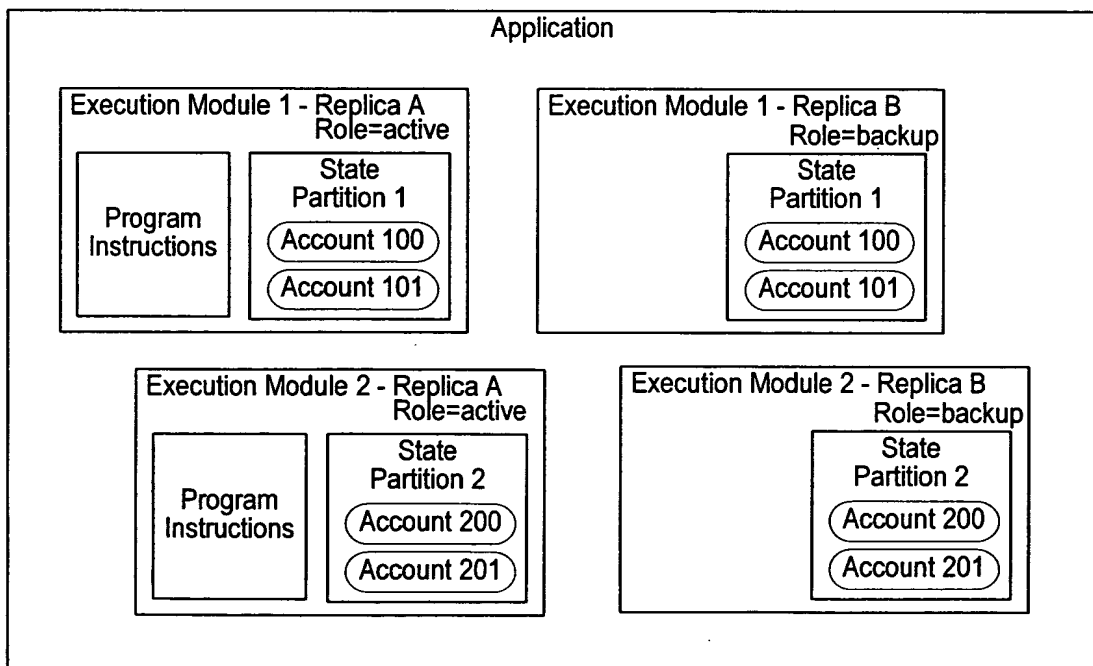 Application
Execution Module 1 - Replica A
Role=active
Program
Instructions
State
Partition 1
Account 100
Account 101
Execution Module 1 - Replica B
Role=backup
State
Partition 1
Account 100
Account 101
Execution Module 2 - Replica A
Role=active
Program
Instructions
State
Partition 2
Account 200
Account 201
Execution Module 2 - Replica B
Role=backup
State
Partition 2
Account 200
Account 201